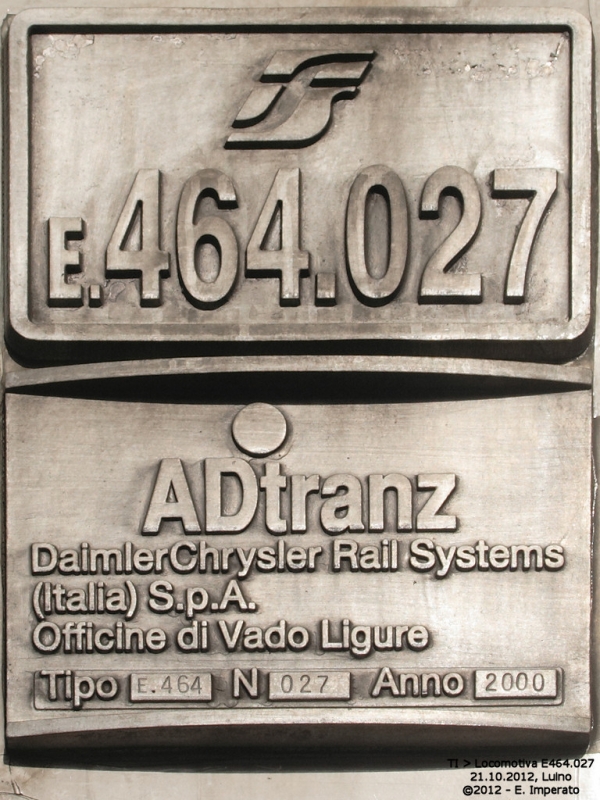 E.464.027
ADtranz
DaimlerChrysler Rail Systems
(Italia) S.p.A.
Officine di Vado Ligure
Tipo E.464 N 027 Anno 2000
TI > Locomotiva E464.027
21.10.2012, Luino
©2012 - E. Imperato